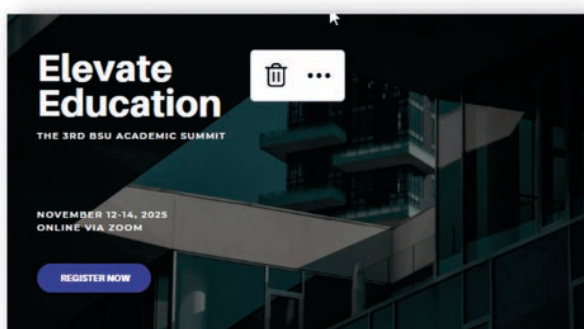 Elevate
Education
THE 3RD BSU ACADEMIC SUMMIT
NOVEMBER 12-14, 2025
ONLINE VIA ZOOM
REGISTER NOW